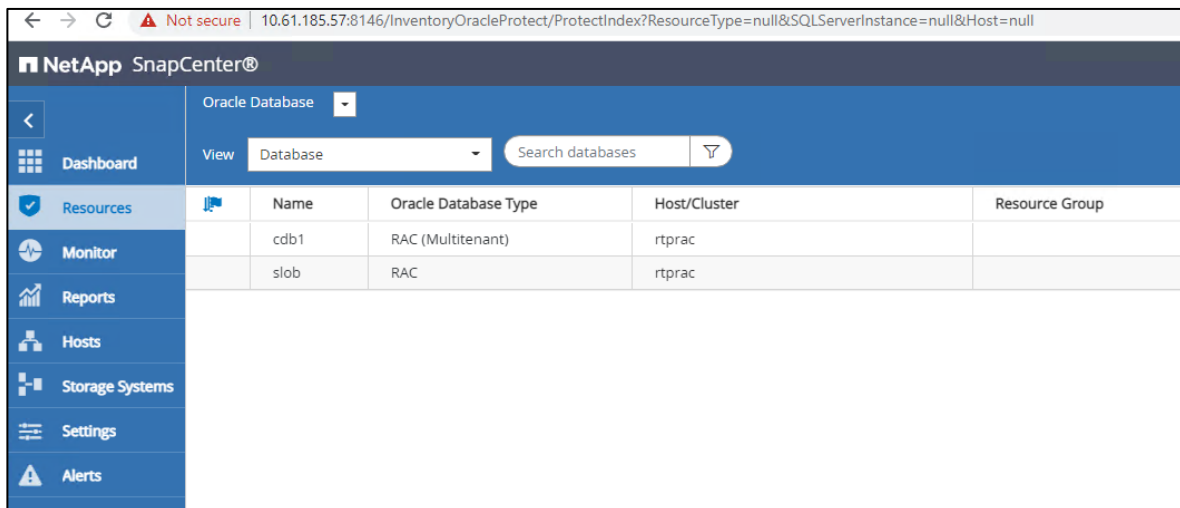 Not secure 10.61.185.57:8146/InventoryOracleProtect/ProtectIndex?ResourceType=null&SQLServerInstance=null&Host=null
NetApp SnapCenter®
Oracle Database
View Database Search databases
Dashboard
Resources
Monitor
Reports
Hosts
Storage Systems
Settings
Alerts
Name Oracle Database Type Host/Cluster Resource Group
cdb1 RAC (Multitenant) rtprac
slob RAC rtprac